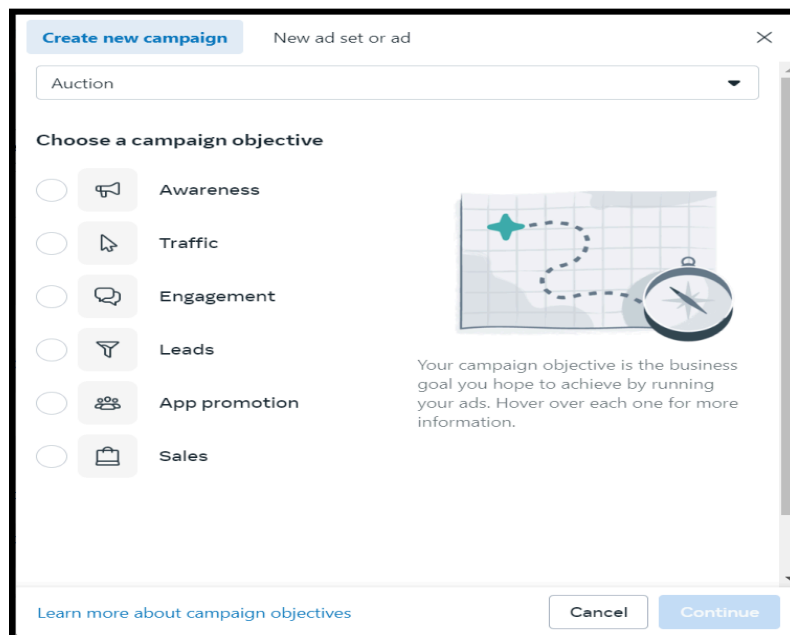 Create new campaign
New ad set or ad
Auction
Choose a campaign objective
Awareness
Traffic
Engagement
Leads
App promotion
Sales
Your campaign objective is the business
goal you hope to achieve by running
your ads. Hover over each one for more
information.
Learn more about campaign objectives
Cancel
Continue